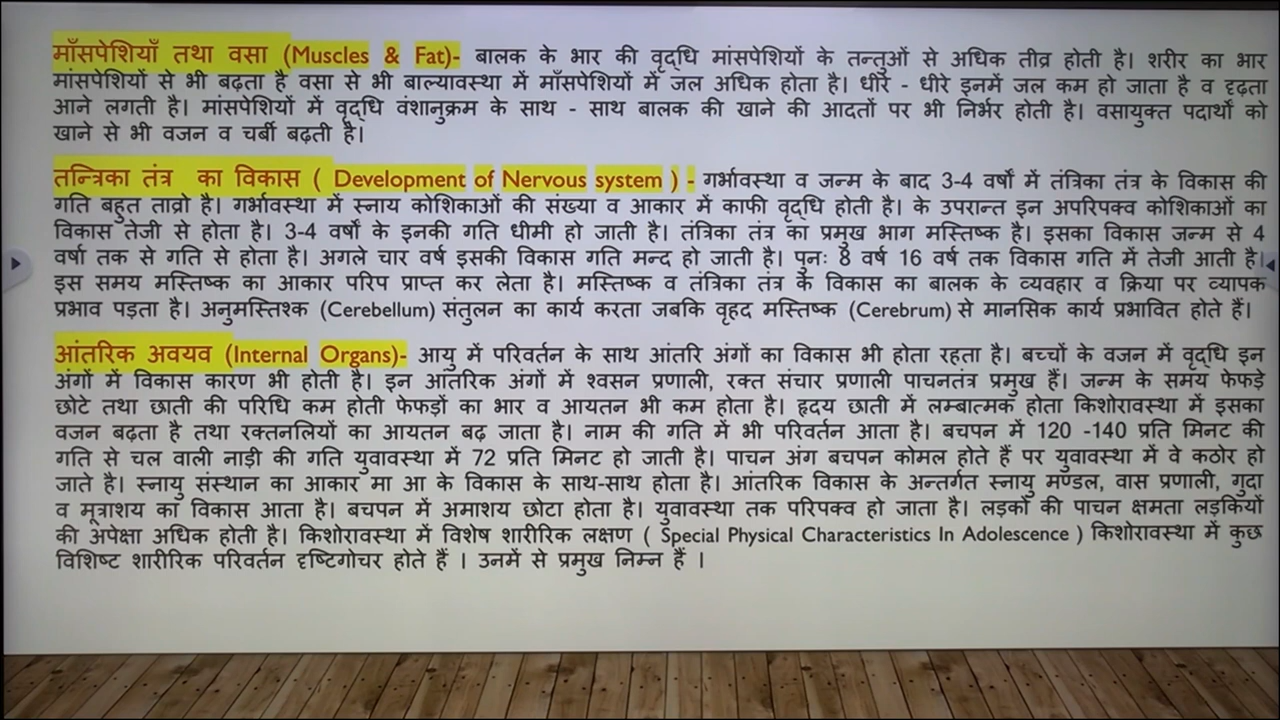 माँसपेशियाँ तथा वसा (Muscles & Fat)- बालक के भार की वृद्धि मांसपेशियों के तन्तुओं से अधिक तीव्र होती है। शरीर का भार
मांसपेशियों से भी बढ़ता है वसा से भी बाल्यावस्था में माँसपेशियों में जल अधिक होता है। धीरे - धीरे इनमें जल कम हो जाता है व दृढ़ता
आने लगती है। मांसपेशियों में वृद्धि वंशानुक्रम के साथ - साथ बालक की खाने की आदतों पर भी निर्भर होती है। वसायुक्त पदार्थों को
खाने से भी वजन व चर्बी बढ़ती है।
तन्त्रिका तंत्र का विकास ( Development of Nervous system ) - गर्भावस्था व जन्म के बाद 3-4 वर्षों में तंत्रिका तंत्र के विकास की
गति बहुत ताव्रो है। गर्भावस्था में स्नाय कोशिकाओं की संख्या व आकार में काफी वृद्धि होती है। के उपरान्त इन अपरिपक्व कोशिकाओं का
विकास तेजी से होता है। 3-4 वर्षों के इनकी गति धीमी हो जाती है। तंत्रिका तंत्र का प्रमुख भाग मस्तिष्क है। इसका विकास जन्म से 4
वर्षा तक से गति से होता है। अगले चार वर्ष इसकी विकास गति मन्द हो जाती है। पुनः 8 वर्ष 16 वर्ष तक विकास गति में तेजी आती है।
इस समय मस्तिष्क का आकार परिप प्राप्त कर लेता है। मस्तिष्क व तंत्रिका तंत्र के विकास का बालक के व्यवहार व क्रिया पर व्यापक
प्रभाव पड़ता है। अनुमस्तिश्क (Cerebellum) संतुलन का कार्य करता जबकि वृहद मस्तिष्क (Cerebrum) से मानसिक कार्य प्रभावित होते हैं।
आंतरिक अवयव (Internal Organs)- आयु में परिवर्तन के साथ आंतरि अंगों का विकास भी होता रहता है। बच्चों के वजन में वृद्धि इन
अंगों में विकास कारण भी होती है। इन आंतरिक अंगों में श्वसन प्रणाली, रक्त संचार प्रणाली पाचनतंत्र प्रमुख हैं। जन्म के समय फेफड़े
छोटे तथा छाती की परिधि कम होती फेफड़ों का भार व आयतन भी कम होता है। हृदय छाती में लम्बात्मक होता किशोरावस्था में इसका
वजन बढ़ता है तथा रक्तनलियों का आयतन बढ़ जाता है। नाम की गति में भी परिवर्तन आता है। बचपन में 120 -140 प्रति मिनट की
गति से चल वाली नाड़ी की गति युवावस्था में 72 प्रति मिनट हो जाती है। पाचन अंग बचपन कोमल होते हैं पर युवावस्था में वे कठोर हो
जाते है। स्नायु संस्थान का आकार मा आ के विकास के साथ-साथ होता है। आंतरिक विकास के अन्तर्गत स्नायु मण्डल, वास प्रणाली, गुदा
व मूत्राशय का विकास आता है। बचपन में अमाशय छोटा होता है। युवावस्था तक परिपक्व हो जाता है। लड़कों की पाचन क्षमता लड़कियों
की अपेक्षा अधिक होती है। किशोरावस्था में विशेष शारीरिक लक्षण ( Special Physical Characteristics In Adolescence ) किशोरावस्था में कुछ
विशिष्ट शारीरिक परिवर्तन दृष्टिगोचर होते हैं । उनमें से प्रमुख निम्न हैं ।